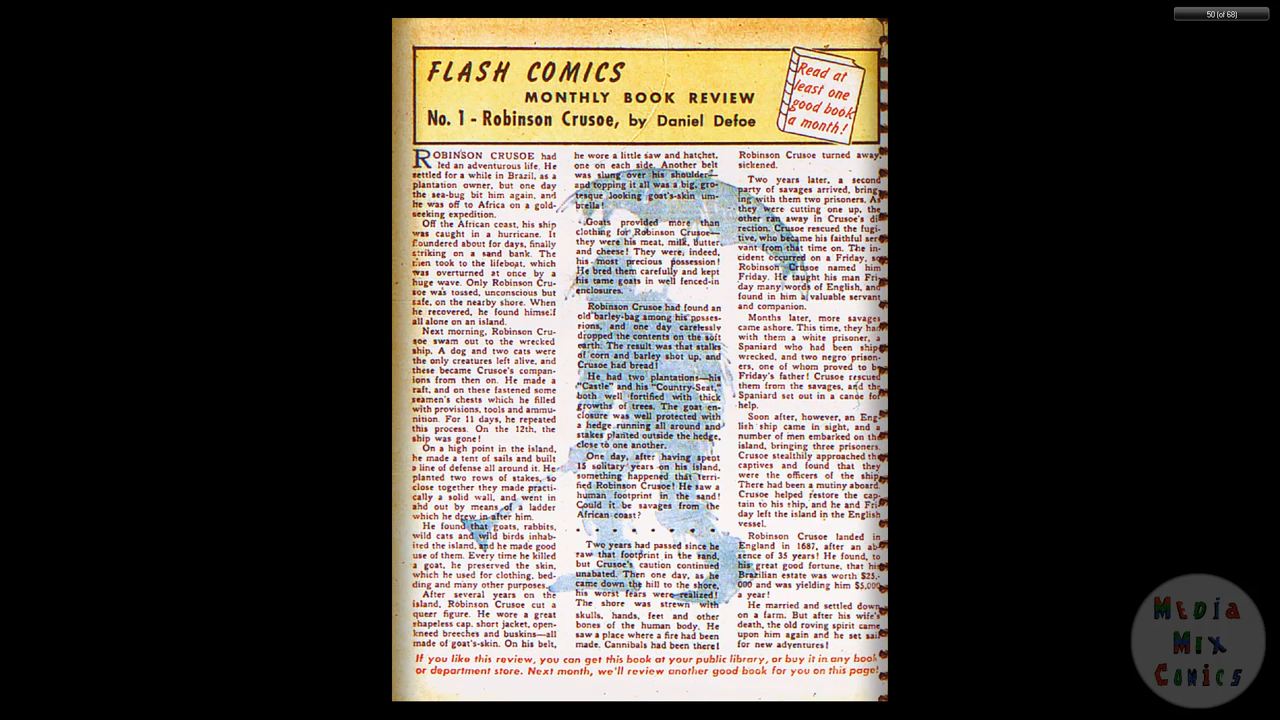 50 (of 68)
FLASH COMICS
MONTHLY BOOK REVIEW
No. 1 - Robinson Crusoe, by Daniel Defoe
Read at
least one
good book
a month!
ROBINSON CRUSOE had
led an adventurous life. He
settled for a while in Brazil, as a
plantation owner, but one day
the sea-bug bit him again, and
he was off to Africa on a gold-
seeking expedition.
Off the African coast, his ship
was caught in a hurricane. It
floundered about for days, finally
striking on a sand bank. The
men took to the lifeboat, which
was overturned at once by a
huge wave. Only Robinson Cru-
soe was tossed, unconscious but
safe, on the nearby shore. When
he recovered, he found himself
all alone on an island.
Next morning, Robinson Cru-
soe swam out to the wrecked
ship. A dog and two cats were
the only creatures left alive, and
these became Crusoe's compan-
ions from then on. He made a
raft, and on these fastened some
seamen's chests which he filled
with provisions, tools and ammu-
nition. For 11 days, he repeated
this process. On the 12th, the
ship was gone!
On a high point in the island,
he made a tent of sails and built
a line of defense all around it. He
planted two rows of stakes, so
close together they made practi-
cally a solid wall, and went in
and out by means of a ladder
which he drew in after him.
He found that goats, rabbits,
wild cats and wild birds inhab-
ited the island, and he made good
use of them. Every time he killed
a goat, he preserved the skin,
which he used for clothing, bed-
ding and many other purposes.
After several years on the
island, Robinson Crusoe cut a
queer figure. He wore a great
shapeless cap, short jacket, open-
kneed breeches and buskins—all
made of goat's-skin. On his belt,
he wore a little saw and hatchet,
one on each side. Another belt
was slung over his shoulder—
and topping it all was a big, gro-
tesque looking goat's-skin um-
brella!
Goats provided more than
clothing for Robinson Crusoe—
they were his meat, milk, butter
and cheese! They were, indeed,
his most precious possession!
He bred them carefully and kept
his tame goats in well fenced-in
enclosures.
Robinson Crusoe had found an
old barley-bag among his posses-
sions, and one day carelessly
dropped the contents on the soft
earth. The result was that stalks
of corn and barley shot up, and
Crusoe had bread!
He had two plantations—his
"Castle" and his "Country-Seat,"
both well fortified with thick
growths of trees. The goat en-
closure was well protected with
a hedge running all around and
stakes planted outside the hedge,
close to one another.
One day, after having spent
15 solitary years on his island,
something happened that terri-
fied Robinson Crusoe! He saw a
human footprint in the sand!
Could it be savages from the
African coast?
Two years had passed since he
saw that footprint in the sand,
but Crusoe's caution continued
unabated. Then one day, as he
came down the hill to the shore,
his worst fears were realized!
The shore was strewn with
skulls, hands, feet and other
bones of the human body. He
saw a place where a fire had been
made. Cannibals had been there!
Robinson Crusoe turned away,
sickened.
Two years later, a second
party of savages arrived, bring-
ing with them two prisoners. As
they were cutting one up, the
other ran away in Crusoe's di-
rection. Crusoe rescued the fugi-
tive, who became his faithful ser-
vant from that time on. The in-
cident occurred on a Friday, so
Robinson Crusoe named him
Friday. He taught his man Fri-
day many words of English, and
found in him a valuable servant
and companion.
Months later, more savages
came ashore. This time, they had
with them a white prisoner, a
Spaniard who had been ship-
wrecked, and two negro prison-
ers, one of whom proved to be
Friday's father! Crusoe rescued
them from the savages, and the
Spaniard set out in a canoe for
help.
Soon after, however, an Eng-
lish ship came in sight, and a
number of men embarked on the
island, bringing three prisoners.
Crusoe stealthily approached the
captives and found that they
were the officers of the ship.
There had been a mutiny aboard.
Crusoe helped restore the cap-
tain to his ship, and he and Fri-
day left the island in the English
vessel.
Robinson Crusoe landed in
England in 1687, after an ab-
sence of 35 years! He found, to
his great good fortune, that his
Brazilian estate was worth $25,-
000 and was yielding him $5,000
a year!
He married and settled down
on a farm. But after his wife's
death, the old roving spirit came
upon him again and he set sail
for new adventures!
If you like this review, you can get this book at your public library, or buy it in any book
or department store. Next month, we'll review another good book for you on this page!
MEDIA
MIX
COMICS